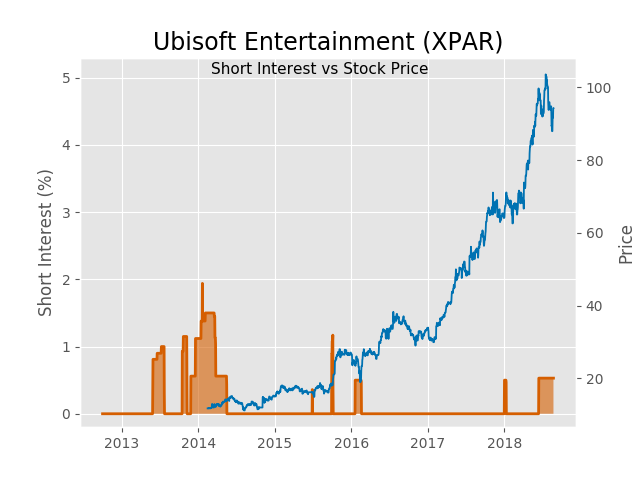 Ubisoft Entertainment (XPAR)
Short Interest vs Stock Price
Short Interest (%)
5
4
3
2
1
0
100
80
60
40
20
Price
2013 2014 2015 2016 2017 2018